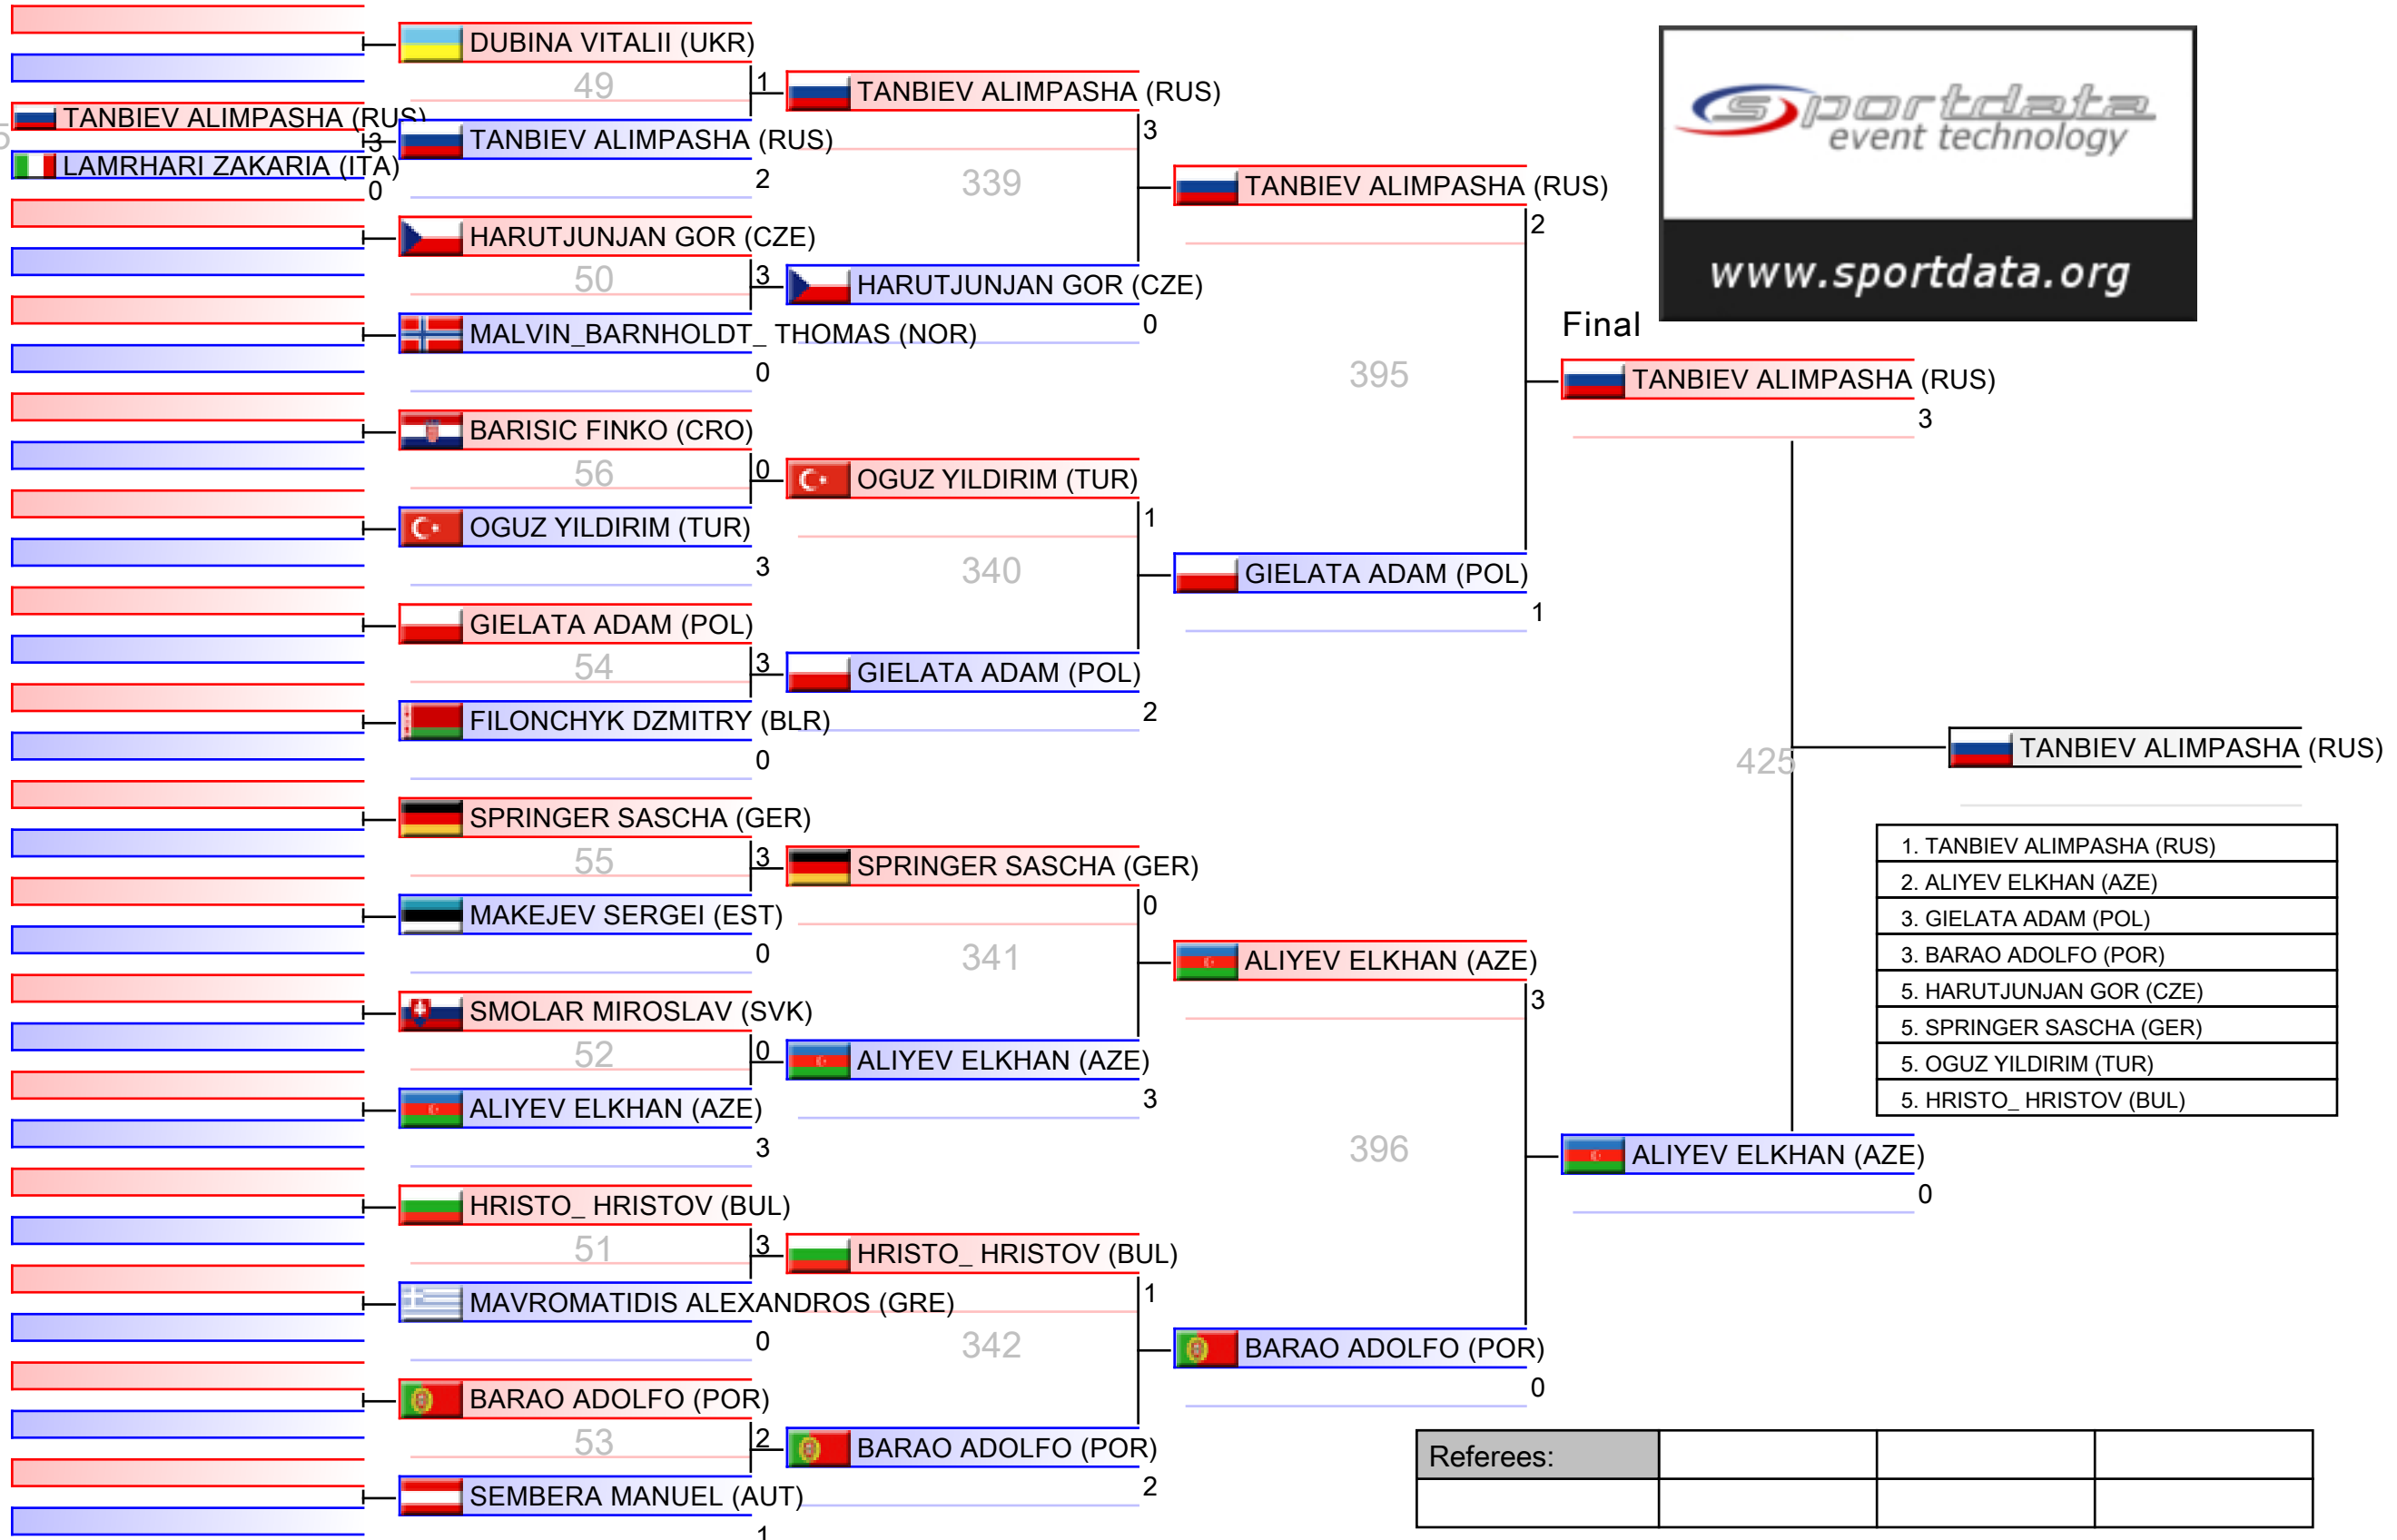 DUBINA VITALII (UKR)
49
1
TANBIEV ALIMPASHA (RUS)
TANBIEV ALIMPASHA (RUS)
3
5
3
TANBIEV ALIMPASHA (RUS)
LAMRHARI ZAKARIA (ITA)
0
2
339
TANBIEV ALIMPASHA (RUS)
2
HARUTJUNJAN GOR (CZE)
50
3
HARUTJUNJAN GOR (CZE)
0
MALVIN_BARNHOLDT_ THOMAS (NOR)
0
395
Final
TANBIEV ALIMPASHA (RUS)
3
BARISIC FINKO (CRO)
56
0
OGUZ YILDIRIM (TUR)
1
OGUZ YILDIRIM (TUR)
3
340
GIELATA ADAM (POL)
1
GIELATA ADAM (POL)
54
3
GIELATA ADAM (POL)
2
FILONCHYK DZMITRY (BLR)
0
425
TANBIEV ALIMPASHA (RUS)
SPRINGER SASCHA (GER)
55
3
SPRINGER SASCHA (GER)
0
MAKEJEV SERGEI (EST)
0
341
ALIYEV ELKHAN (AZE)
3
SMOLAR MIROSLAV (SVK)
52
0
ALIYEV ELKHAN (AZE)
3
ALIYEV ELKHAN (AZE)
3
396
ALIYEV ELKHAN (AZE)
0
HRISTO_ HRISTOV (BUL)
51
3
HRISTO_ HRISTOV (BUL)
1
MAVROMATIDIS ALEXANDROS (GRE)
0
342
BARAO ADOLFO (POR)
0
BARAO ADOLFO (POR)
53
2
BARAO ADOLFO (POR)
2
SEMBERA MANUEL (AUT)
1
sportdata
event technology
www.sportdata.org
1. TANBIEV ALIMPASHA (RUS)
2. ALIYEV ELKHAN (AZE)
3. GIELATA ADAM (POL)
3. BARAO ADOLFO (POR)
5. HARUTJUNJAN GOR (CZE)
5. SPRINGER SASCHA (GER)
5. OGUZ YILDIRIM (TUR)
5. HRISTO_ HRISTOV (BUL)
Referees: